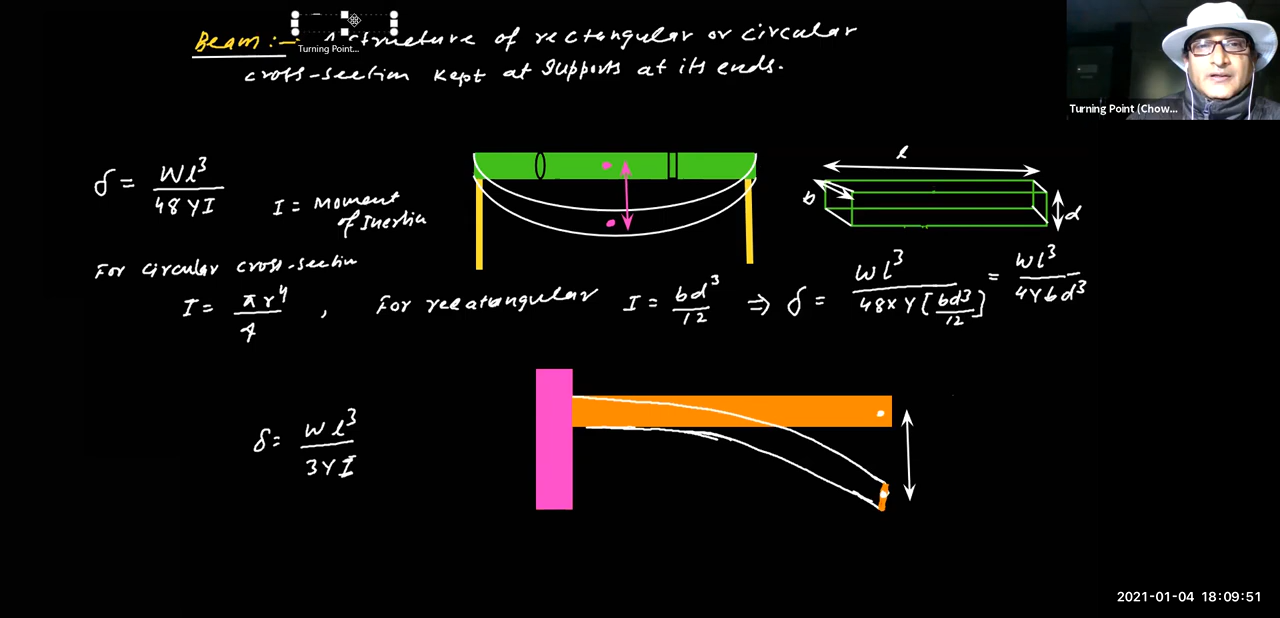 Beam :- A structure of rectangular or circular
Turning Point...
cross-section kept at supports at its ends.
Turning Point (Chow...
δ = Wl³ / 48YI
I = Moment of Inertia
l
b
d
For circular cross-section
I = πr⁴ / 4 , For recatangular I = bd³ / 12 ⇒ δ = Wl³ / 48×Y[bd³/12] = Wl³ / 4Ybd³
δ = Wl³ / 3YI
2021-01-04 18:09:51